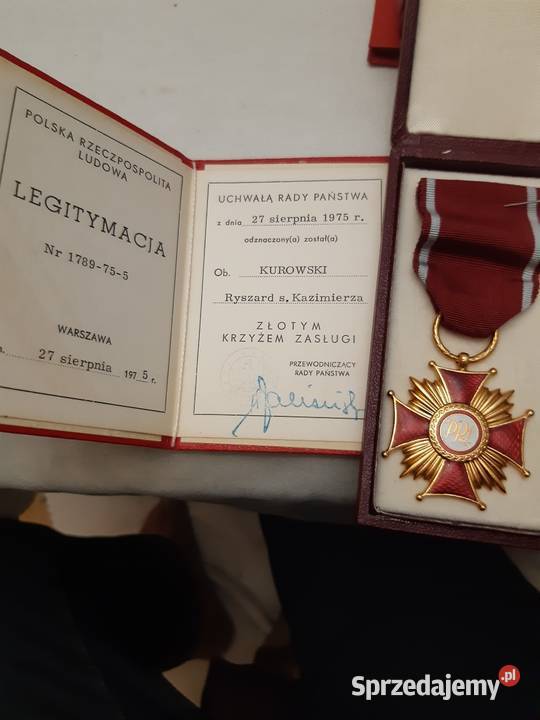 POLSKA RZECZPOSPOLITA
LUDOWA
LEGITYMACJA
Nr 1789-75-5
WARSZAWA
27 sierpnia 1975 r.
UCHWAŁĄ RADY PAŃSTWA
z dnia 27 sierpnia 1975 r.
odznaczony(a) został(a)
Ob. KUROWSKI
Ryszard s. Kazimierza
ZŁOTYM
KRZYŻEM ZASŁUGI
PRZEWODNICZĄCY
RADY PAŃSTWA
PRL
Sprzedajemy.pl